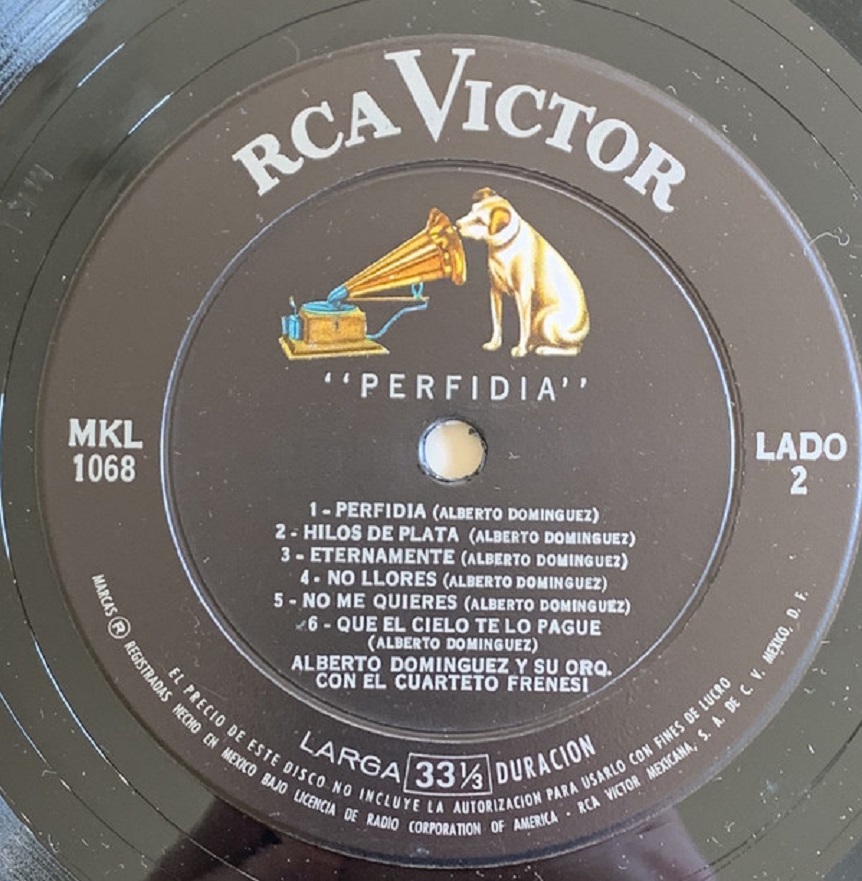 RCA VICTOR
"PERFIDIA"
MKL
1068
LADO
2
1 - PERFIDIA (ALBERTO DOMINGUEZ)
2 - HILOS DE PLATA (ALBERTO DOMINGUEZ)
3 - ETERNAMENTE (ALBERTO DOMINGUEZ)
4 - NO LLORES (ALBERTO DOMINGUEZ)
5 - NO ME QUIERES (ALBERTO DOMINGUEZ)
6 - QUE EL CIELO TE LO PAGUE
(ALBERTO DOMINGUEZ)
ALBERTO DOMINGUEZ Y SU ORQ.
CON EL CUARTETO FRENESI
LARGA 33⅓ DURACION
EL PRECIO DE ESTE DISCO NO INCLUYE LA AUTORIZACION PARA USARLO CON FINES DE LUCRO
MARCAS ® REGISTRADAS HECHO EN MEXICO BAJO LICENCIA DE RADIO CORPORATION OF AMERICA - RCA VICTOR MEXICANA, S. A. DE C. V. MEXICO, D. F.